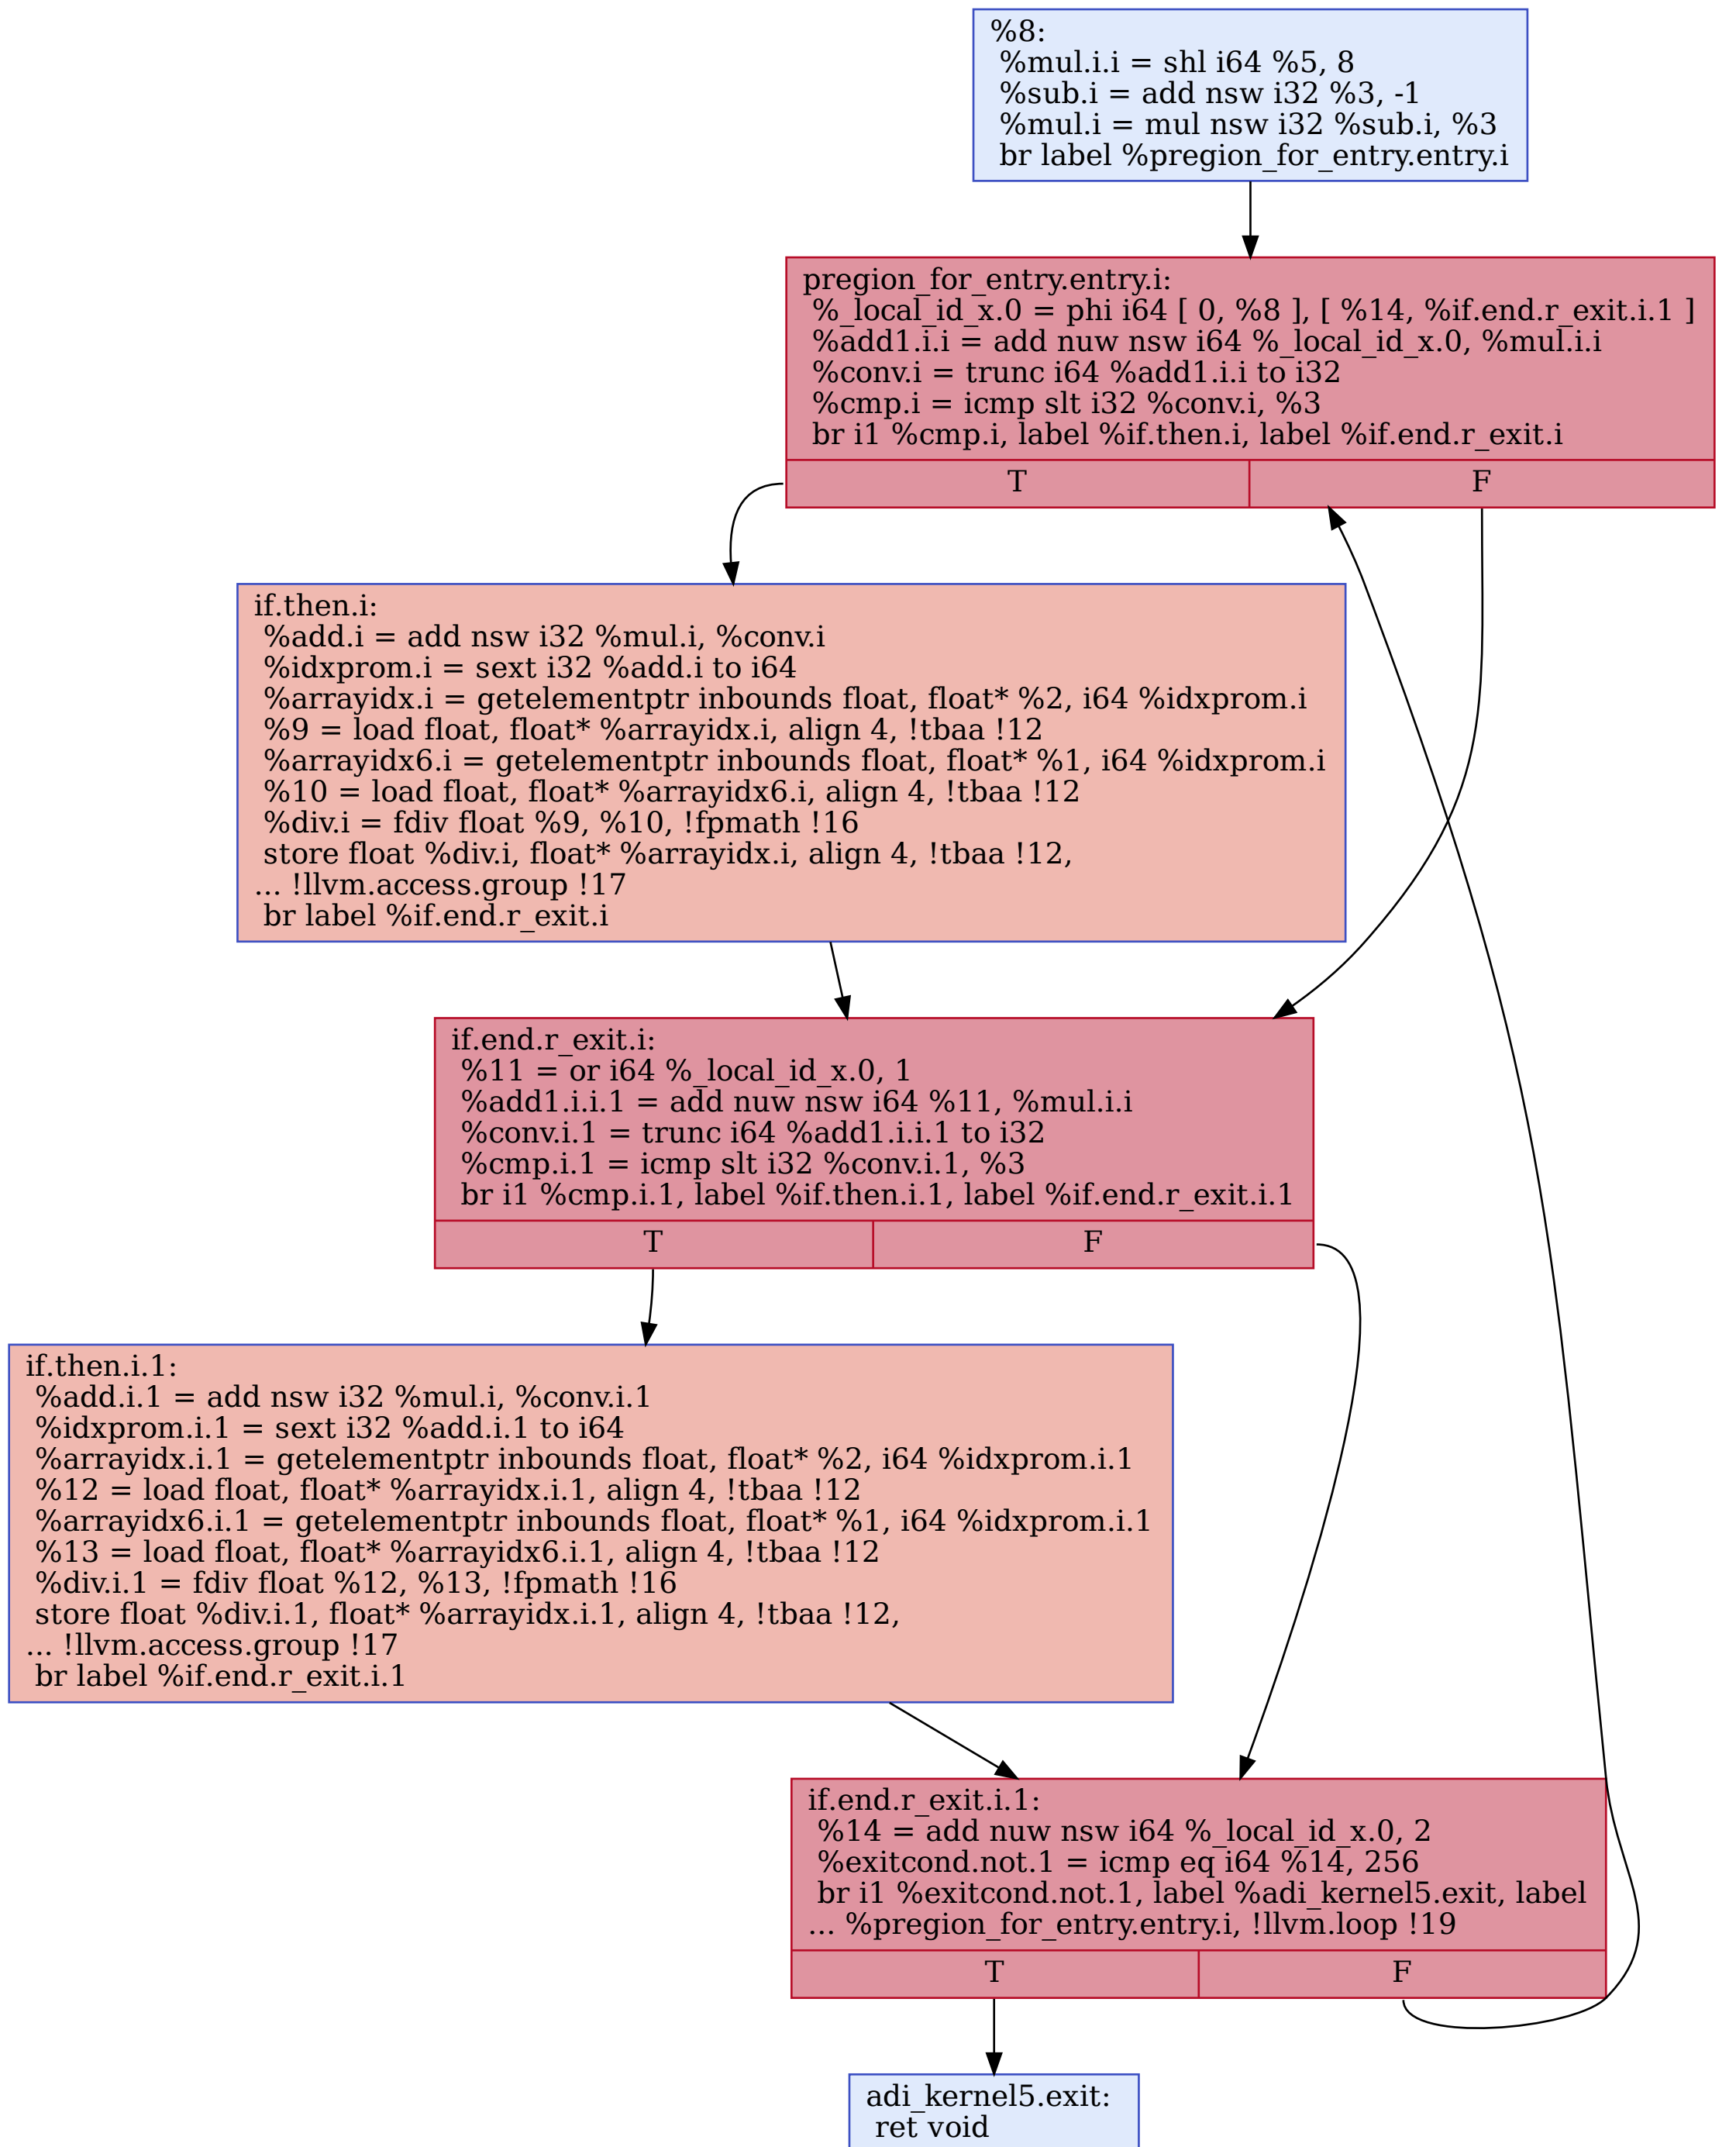 %8:
%mul.i.i = shl i64 %5, 8
%sub.i = add nsw i32 %3, -1
%mul.i = mul nsw i32 %sub.i, %3
br label %pregion_for_entry.entry.i
pregion_for_entry.entry.i:
%_local_id_x.0 = phi i64 [ 0, %8 ], [ %14, %if.end.r_exit.i.1 ]
%add1.i.i = add nuw nsw i64 %_local_id_x.0, %mul.i.i
%conv.i = trunc i64 %add1.i.i to i32
%cmp.i = icmp slt i32 %conv.i, %3
br i1 %cmp.i, label %if.then.i, label %if.end.r_exit.i
T F
if.then.i:
%add.i = add nsw i32 %mul.i, %conv.i
%idxprom.i = sext i32 %add.i to i64
%arrayidx.i = getelementptr inbounds float, float* %2, i64 %idxprom.i
%9 = load float, float* %arrayidx.i, align 4, !tbaa !12
%arrayidx6.i = getelementptr inbounds float, float* %1, i64 %idxprom.i
%10 = load float, float* %arrayidx6.i, align 4, !tbaa !12
%div.i = fdiv float %9, %10, !fpmath !16
store float %div.i, float* %arrayidx.i, align 4, !tbaa !12,
... !llvm.access.group !17
br label %if.end.r_exit.i
if.end.r_exit.i:
%11 = or i64 %_local_id_x.0, 1
%add1.i.i.1 = add nuw nsw i64 %11, %mul.i.i
%conv.i.1 = trunc i64 %add1.i.i.1 to i32
%cmp.i.1 = icmp slt i32 %conv.i.1, %3
br i1 %cmp.i.1, label %if.then.i.1, label %if.end.r_exit.i.1
T F
if.then.i.1:
%add.i.1 = add nsw i32 %mul.i, %conv.i.1
%idxprom.i.1 = sext i32 %add.i.1 to i64
%arrayidx.i.1 = getelementptr inbounds float, float* %2, i64 %idxprom.i.1
%12 = load float, float* %arrayidx.i.1, align 4, !tbaa !12
%arrayidx6.i.1 = getelementptr inbounds float, float* %1, i64 %idxprom.i.1
%13 = load float, float* %arrayidx6.i.1, align 4, !tbaa !12
%div.i.1 = fdiv float %12, %13, !fpmath !16
store float %div.i.1, float* %arrayidx.i.1, align 4, !tbaa !12,
... !llvm.access.group !17
br label %if.end.r_exit.i.1
if.end.r_exit.i.1:
%14 = add nuw nsw i64 %_local_id_x.0, 2
%exitcond.not.1 = icmp eq i64 %14, 256
br i1 %exitcond.not.1, label %adi_kernel5.exit, label
... %pregion_for_entry.entry.i, !llvm.loop !19
T F
adi_kernel5.exit:
ret void